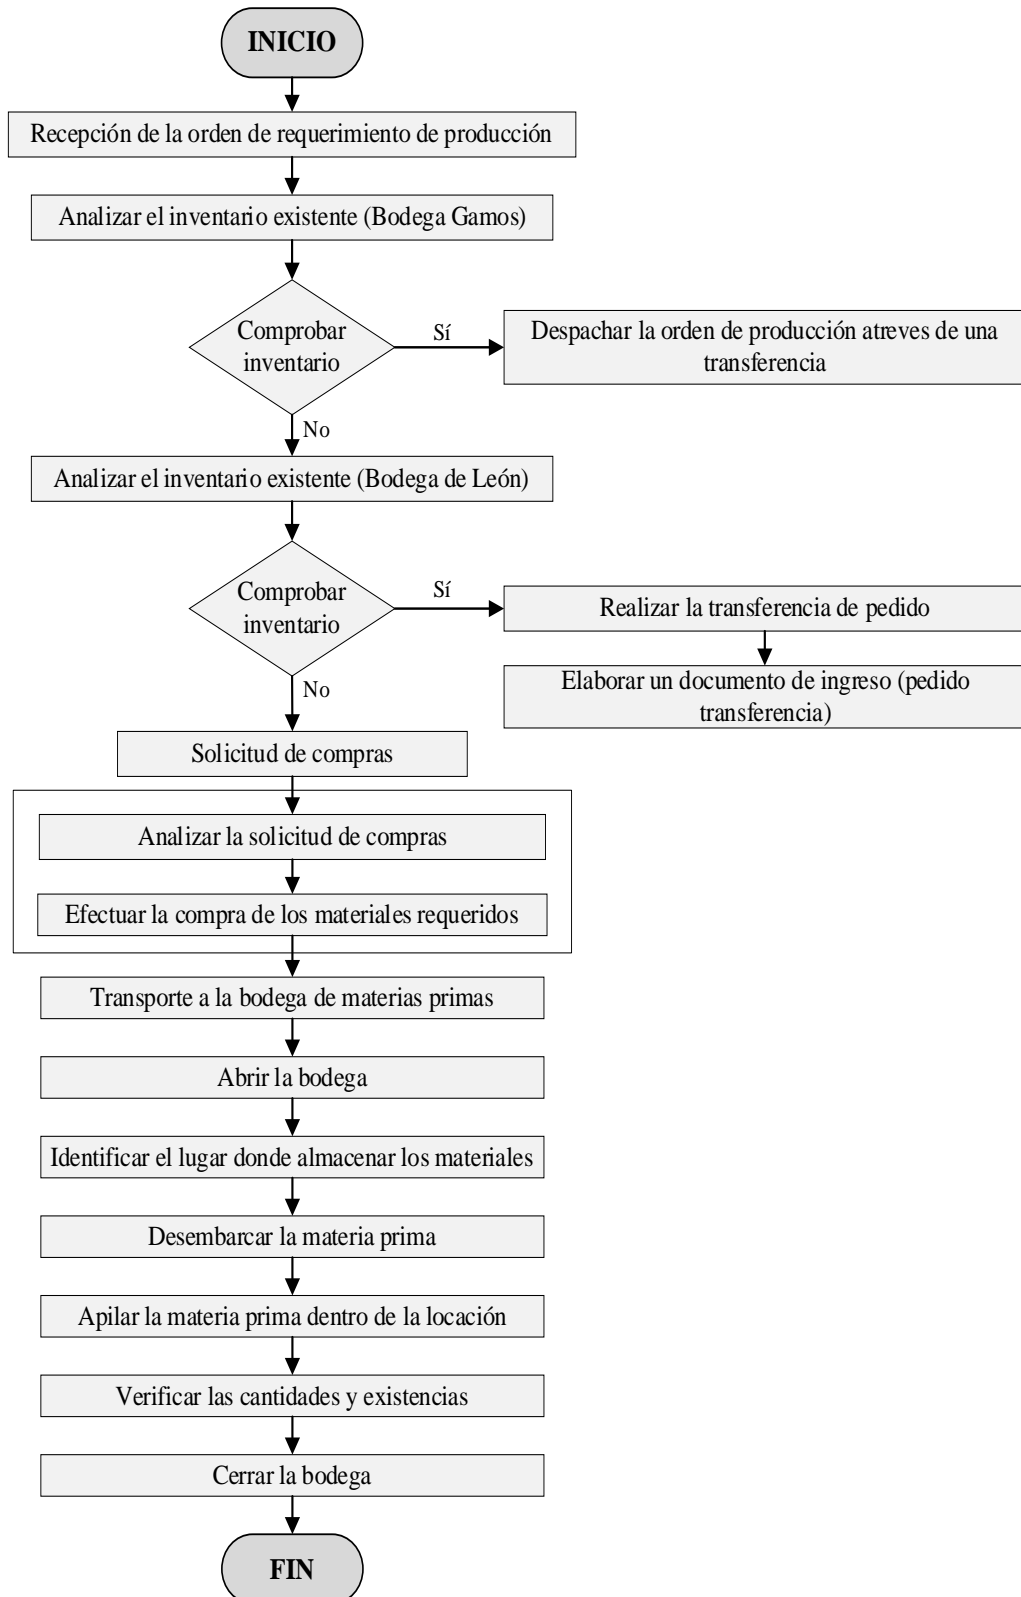 INICIO
Recepción de la orden de requerimiento de producción
Analizar el inventario existente (Bodega Gamos)
Comprobar
inventario
Sí
Despachar la orden de producción atreves de una
transferencia
No
Analizar el inventario existente (Bodega de León)
Comprobar
inventario
Sí
Realizar la transferencia de pedido
Elaborar un documento de ingreso (pedido
transferencia)
No
Solicitud de compras
Analizar la solicitud de compras
Efectuar la compra de los materiales requeridos
Transporte a la bodega de materias primas
Abrir la bodega
Identificar el lugar donde almacenar los materiales
Desembarcar la materia prima
Apilar la materia prima dentro de la locación
Verificar las cantidades y existencias
Cerrar la bodega
FIN